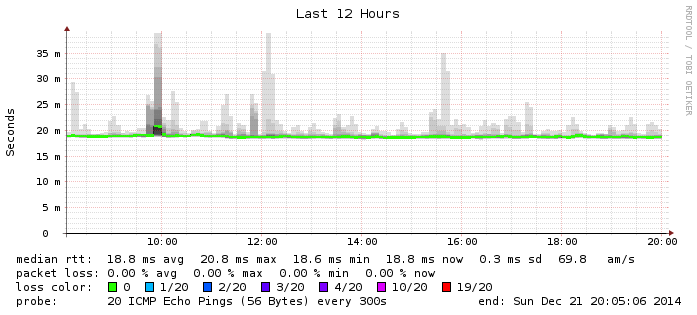 Last 12 Hours
RRDTOOL / TOBI OETIKER
Seconds
35 m
30 m
25 m
20 m
15 m
10 m
5 m
0
10:00 12:00 14:00 16:00 18:00 20:00
median rtt: 18.8 ms avg 20.8 ms max 18.6 ms min 18.8 ms now 0.3 ms sd 69.8 am/s
packet loss: 0.00 % avg 0.00 % max 0.00 % min 0.00 % now
loss color: 0 1/20 2/20 3/20 4/20 10/20 19/20
probe: 20 ICMP Echo Pings (56 Bytes) every 300s end: Sun Dec 21 20:05:06 2014